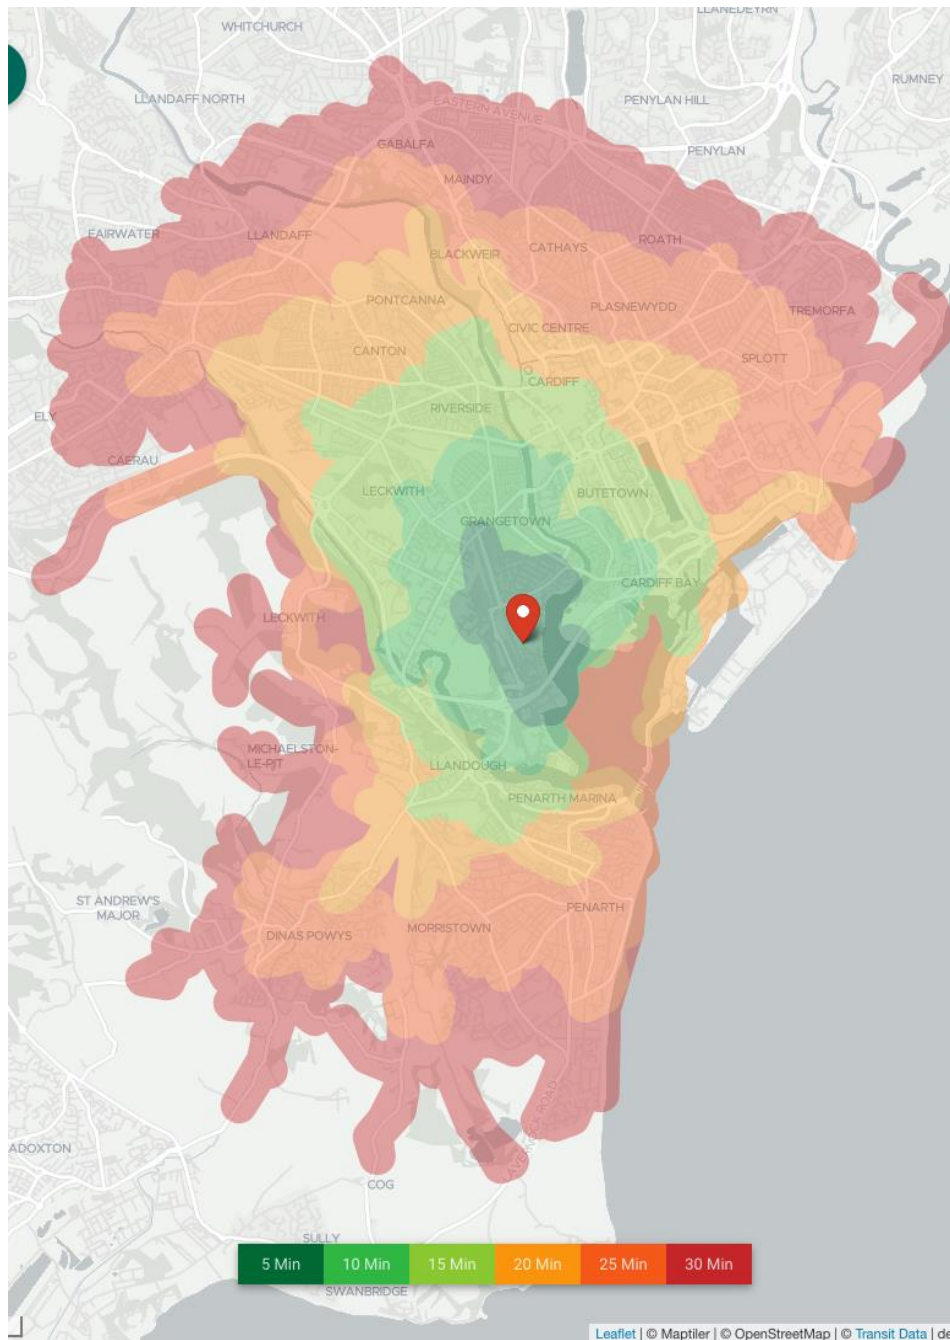 LLANEDEYRN
WHITCHURCH
RUMNEY
LLANDAFF NORTH
PENYLAN HILL
EASTERN AVENUE
GABALFA
PENYLAN
MAINDY
FAIRWATER
LLANDAFF
ROATH
CATHAYS
BLACKWEIR
PONTCANNA
PLASNEWYDD
TREMORFA
CIVIC CENTRE
CANTON
SPLOTT
CARDIFF
RIVERSIDE
ELY
CAERAU
LECKWITH
BUTETOWN
GRANGETOWN
CARDIFF BAY
LECKWITH
MICHAELSTON-
LE-PIT
LLANDOUGH
PENARTH MARINA
ST ANDREW'S
MAJOR
PENARTH
MORRISTOWN
DINAS POWYS
LAVERNOCK ROAD
ADOXTON
COG
SULLY
5 Min 10 Min 15 Min 20 Min 25 Min 30 Min
SWANBRIDGE
Leaflet | © Maptiler | © OpenStreetMap | © Transit Data | de